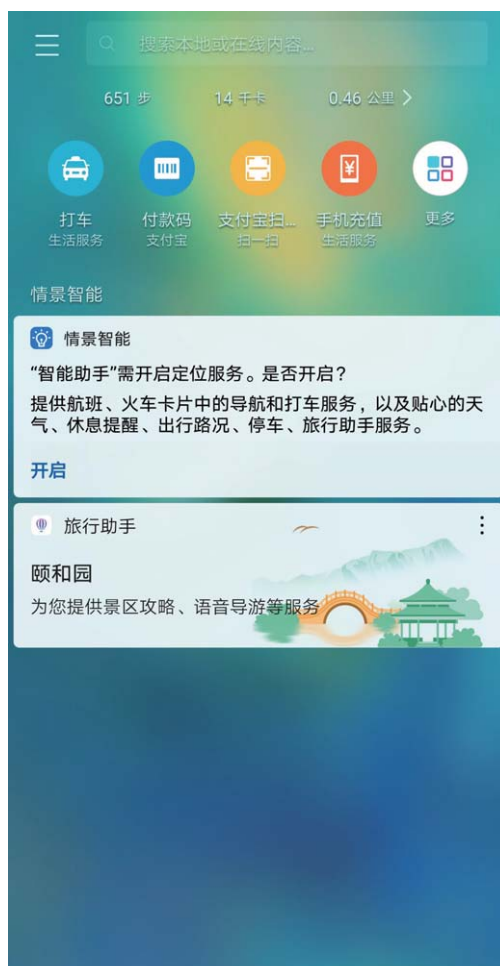 搜索本地或在线内容...
651 步 14 千卡 0.46 公里
打车 付款码 支付宝扫... 手机充值 更多
生活服务 支付宝 扫一扫 生活服务
情景智能
情景智能
“智能助手”需开启定位服务。是否开启?
提供航班、火车卡片中的导航和打车服务，以及贴心的天
气、休息提醒、出行路况、停车、旅行助手服务。
开启
旅行助手
颐和园
为您提供景区攻略、语音导游等服务